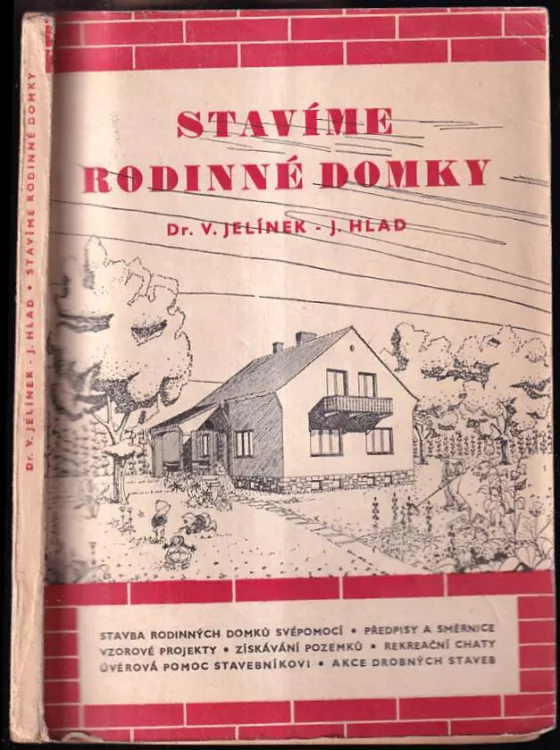 STAVÍME
RODINNÉ DOMKY
Dr. V. JELÍNEK - J. HLAD
STAVBA RODINNÝCH DOMKŮ SVÉPOMOCÍ • PŘEDPISY A SMĚRNICE
VZOROVÉ PROJEKTY • ZÍSKÁVÁNÍ POZEMKŮ • REKREAČNÍ CHATY
ÚVĚROVÁ POMOC STAVEBNÍKOVI • AKCE DROBNÝCH STAVEB
Dr. V. JELÍNEK - J. HLAD • STAVÍME RODINNÉ DOMKY